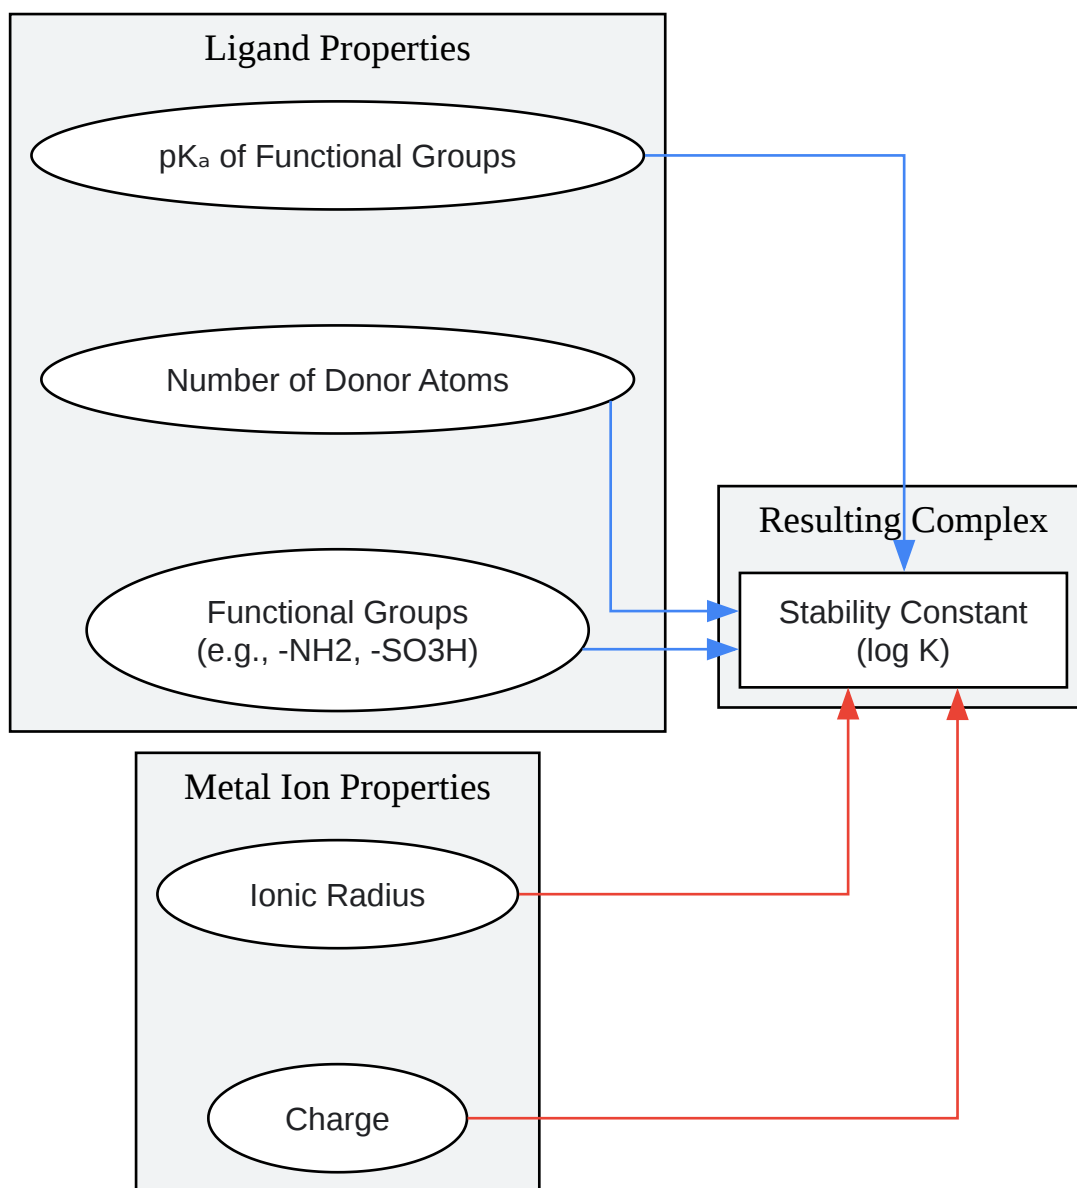 Ligand Properties
pKₐ of Functional Groups
Number of Donor Atoms
Functional Groups
(e.g., -NH2, -SO3H)
Resulting Complex
Stability Constant
(log K)
Metal Ion Properties
Ionic Radius
Charge